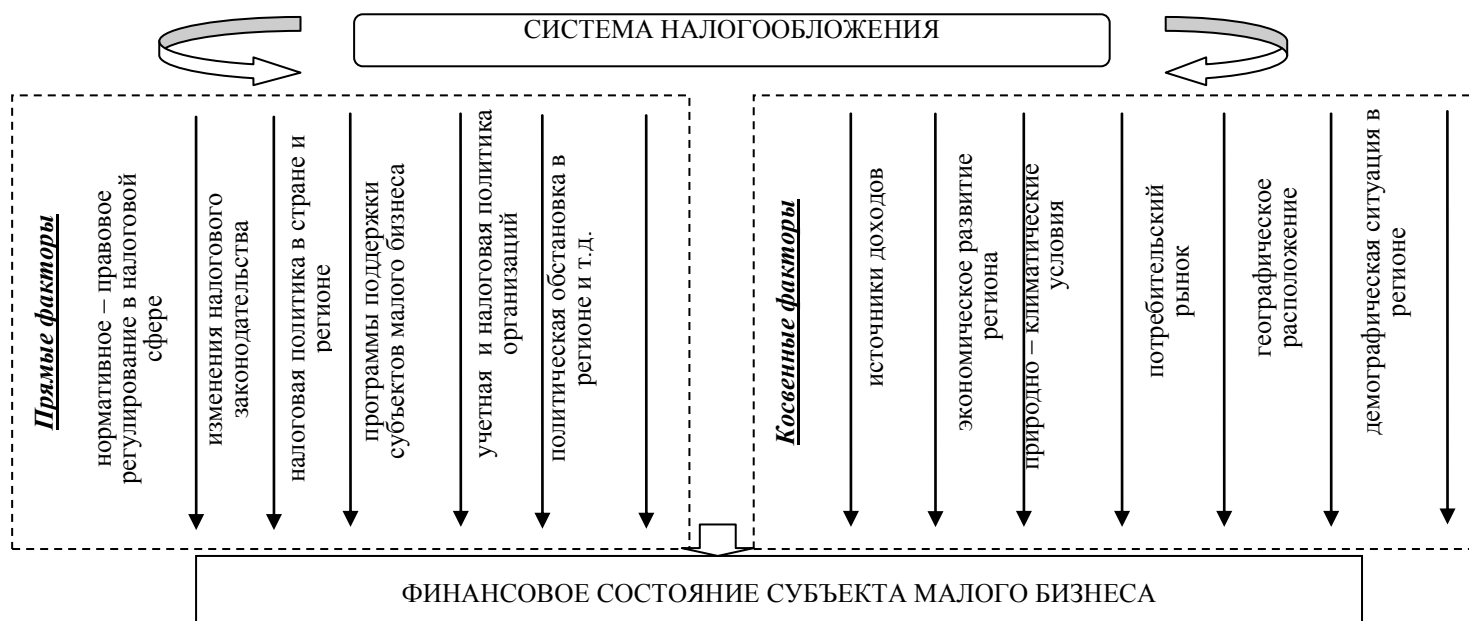 СИСТЕМА НАЛОГООБЛОЖЕНИЯ
Прямые факторы
нормативное – правовое
регулирование в налоговой
сфере
изменения налогового
законодательства
налоговая политика в стране и
регионе
программы поддержки
субъектов малого бизнеса
учетная и налоговая политика
организаций
политическая обстановка в
регионе и т.д.
Косвенные факторы
источники доходов
экономическое развитие
региона
природно – климатические
условия
потребительский
рынок
географическое
расположение
демографическая ситуация в
регионе
ФИНАНСОВОЕ СОСТОЯНИЕ СУБЪЕКТА МАЛОГО БИЗНЕСА